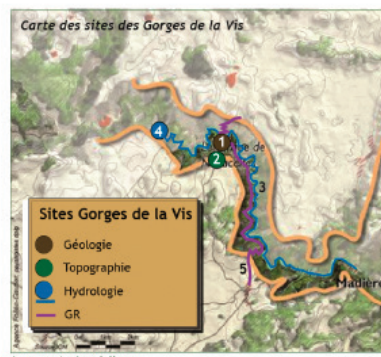 Carte des sites des Gorges de la Vis
4
1
2
3
5
Madière
Sites Gorges de la Vis
Géologie
Topographie
Hydrologie
GR